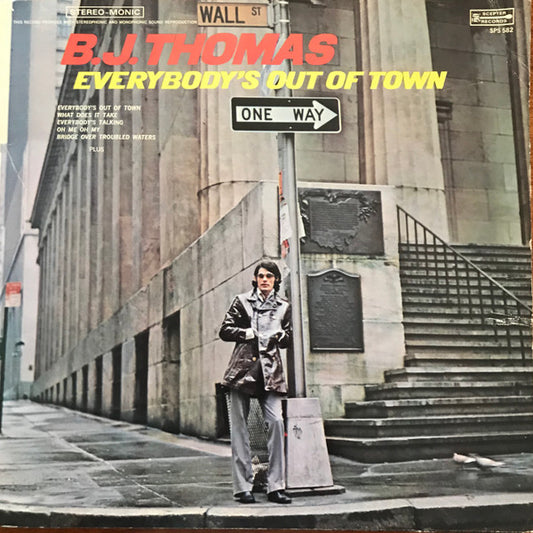 STEREO-MONIC
THIS RECORD PROVIDES BOTH STEREOPHONIC AND MONOPHONIC SOUND REPRODUCTION
WALL ST
SCEPTER
RECORDS
SPS 582
B.J. THOMAS
EVERYBODY'S OUT OF TOWN
EVERYBODY'S OUT OF TOWN
WHAT DOES IT TAKE
EVERYBODY'S TALKING
OH ME OH MY
BRIDGE OVER TROUBLED WATERS
PLUS
ONE WAY